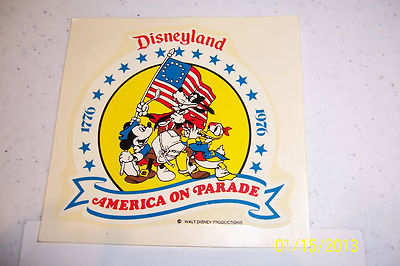 Disneyland
1776
1976
AMERICA ON PARADE
© WALT DISNEY PRODUCTIONS
01/15/2013